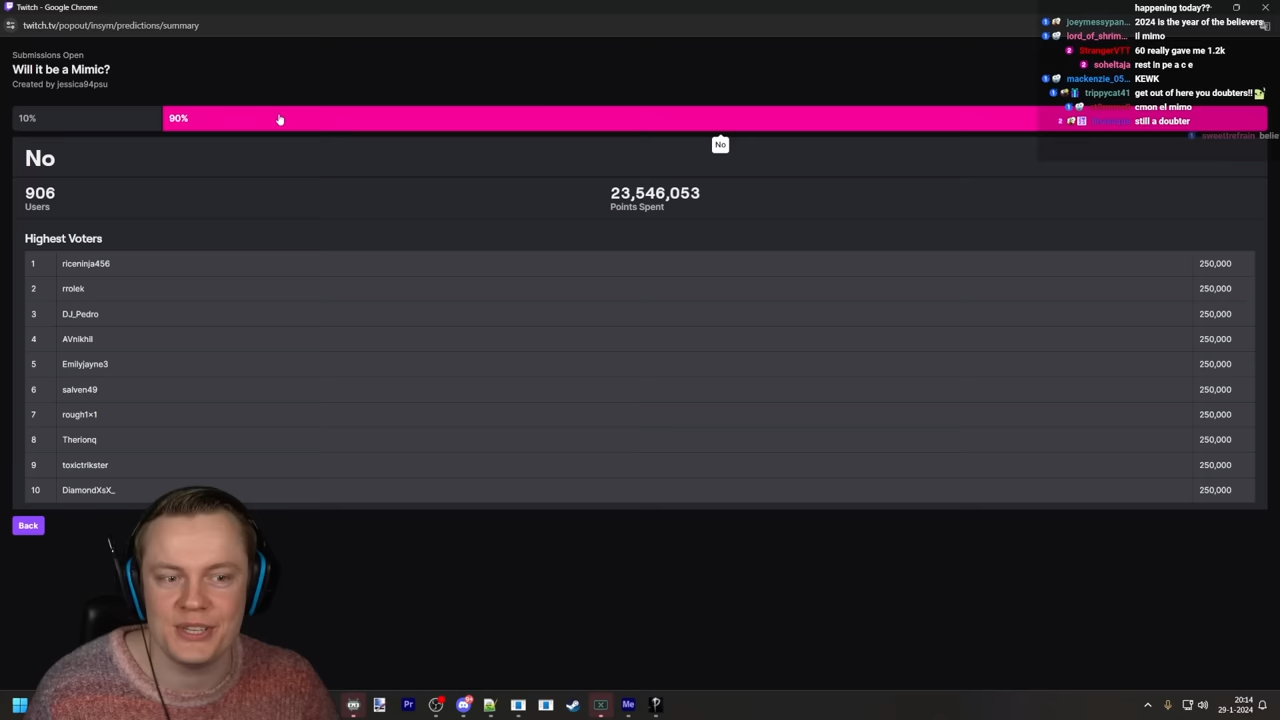 Twitch - Google Chrome
twitch.tv/popout/insym/predictions/summary
happening today??
joeymessypan... 2024 is the year of the believers
lord_of_shrim... Il mimo
StrangerVTT 60 really gave me 1.2k
soheltaja rest in pe a c e
mackenzie_05... KEWK
trippycat41 get out of here you doubters!!
cmon el mimo
still a doubter
sweettrefrain belie
Submissions Open
Will it be a Mimic?
Created by jessica94psu
10%
90%
No
No
906
Users
23,546,053
Points Spent
Highest Voters
1 riceninja456 250,000
2 rrolek 250,000
3 DJ_Pedro 250,000
4 AVnikhil 250,000
5 Emilyjayne3 250,000
6 salven49 250,000
7 rough1x1 250,000
8 Therionq 250,000
9 toxictrikster 250,000
10 DiamondXsX_ 250,000
Back
20:14
29-1-2024